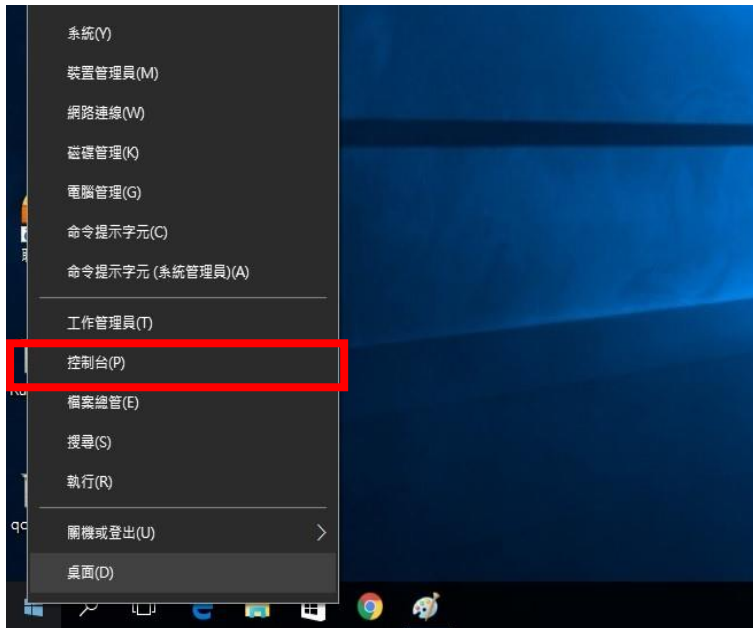 系統(Y)
裝置管理員(M)
網路連線(W)
磁碟管理(K)
電腦管理(G)
命令提示字元(C)
命令提示字元 (系統管理員)(A)
工作管理員(T)
控制台(P)
檔案總管(E)
搜尋(S)
執行(R)
關機或登出(U)
桌面(D)